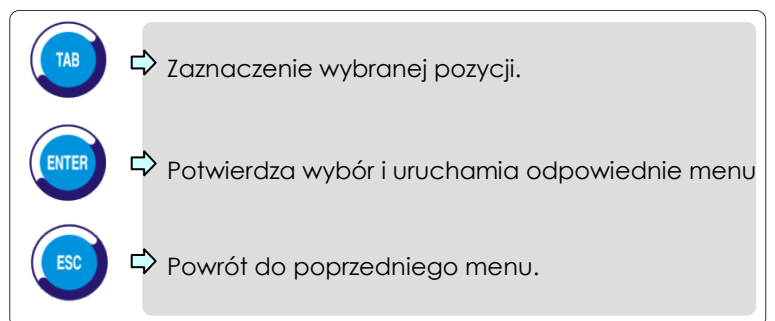 TAB
Zaznaczenie wybranej pozycji.
ENTER
Potwierdza wybór i uruchamia odpowiednie menu
ESC
Powrót do poprzedniego menu.